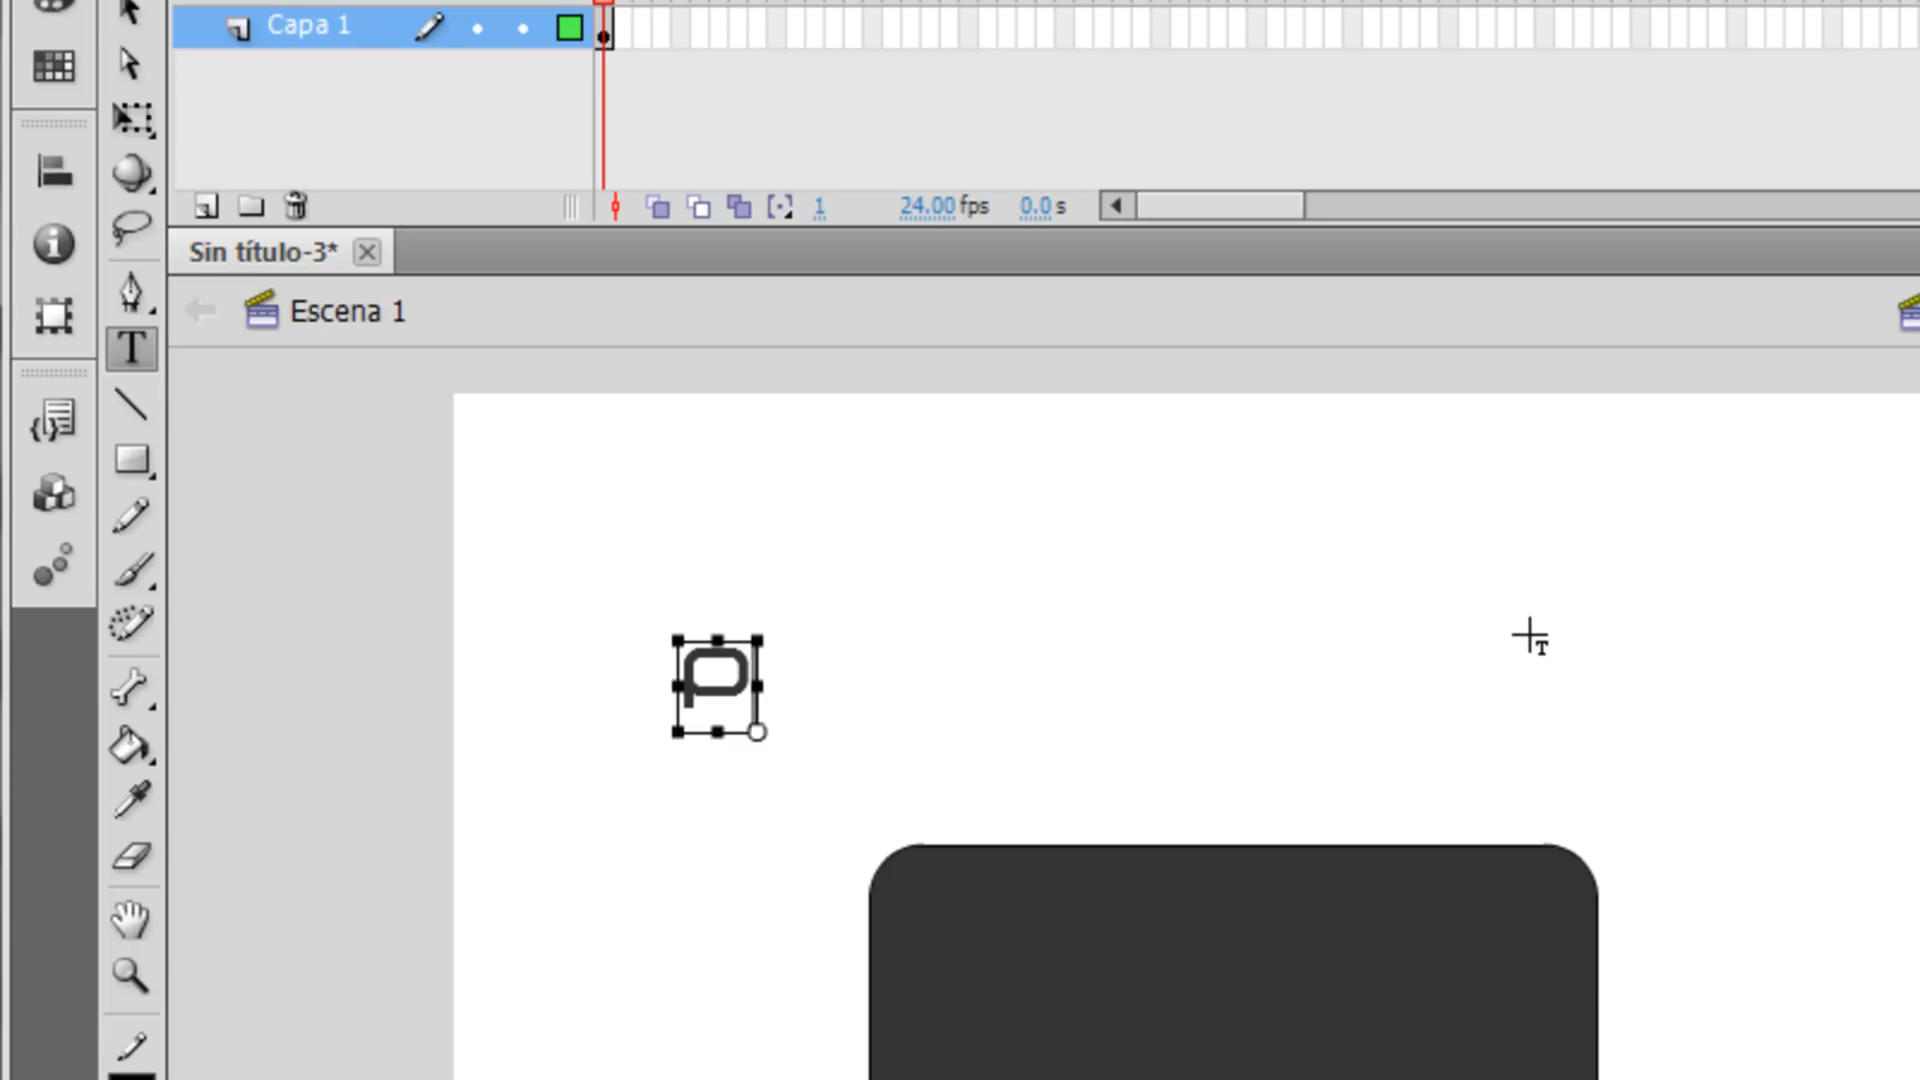 Capa 1
1 24.00 fps 0.0 s
Sin título-3*
Escena 1
T
P